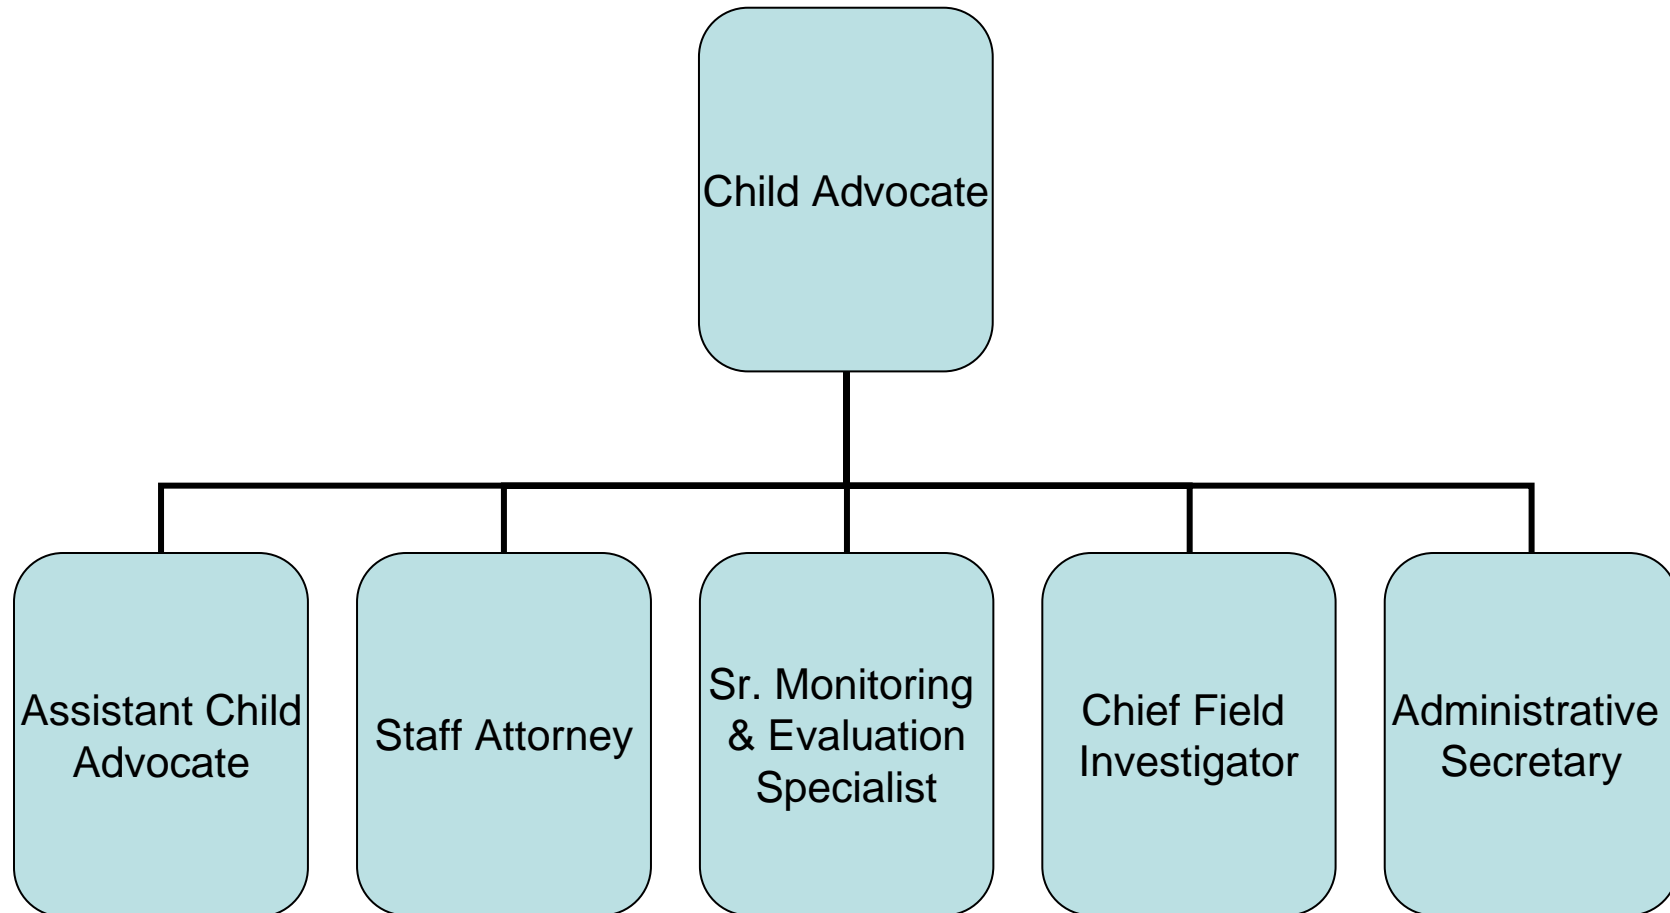 Child Advocate
Assistant Child
Advocate
Staff Attorney
Sr. Monitoring
& Evaluation
Specialist
Chief Field
Investigator
Administrative
Secretary